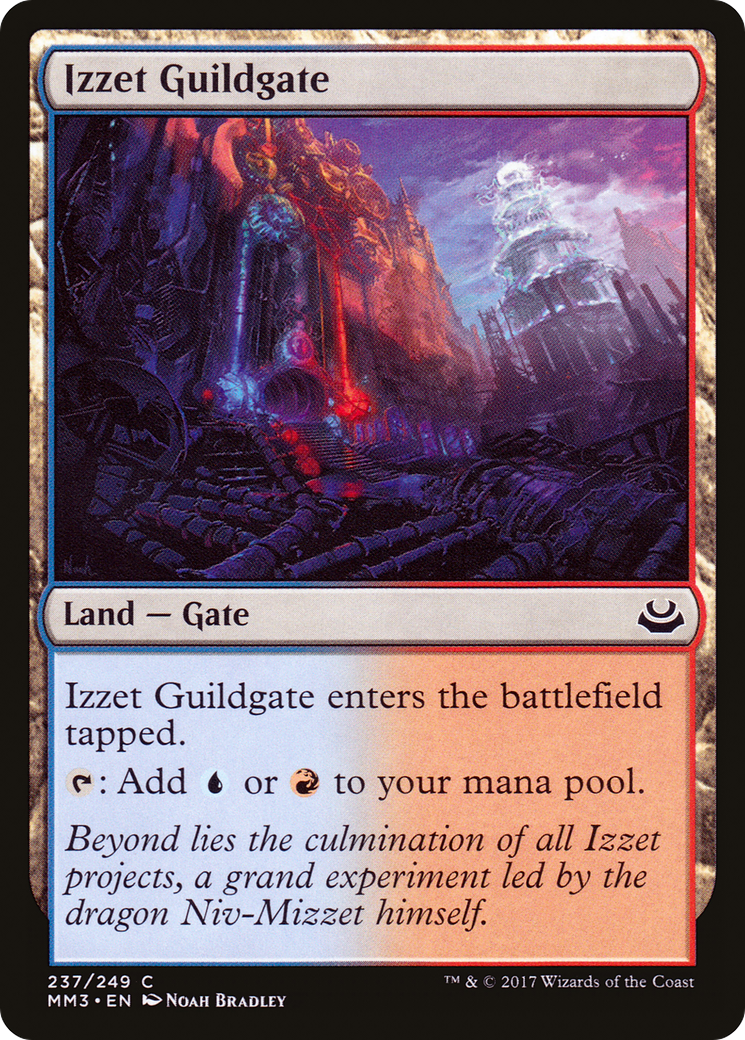 Izzet Guildgate
Noah
Land — Gate
Izzet Guildgate enters the battlefield
tapped.
: Add or to your mana pool.
Beyond lies the culmination of all Izzet
projects, a grand experiment led by the
dragon Niv-Mizzet himself.
237/249 C
MM3 • EN Noah Bradley
™ & © 2017 Wizards of the Coast